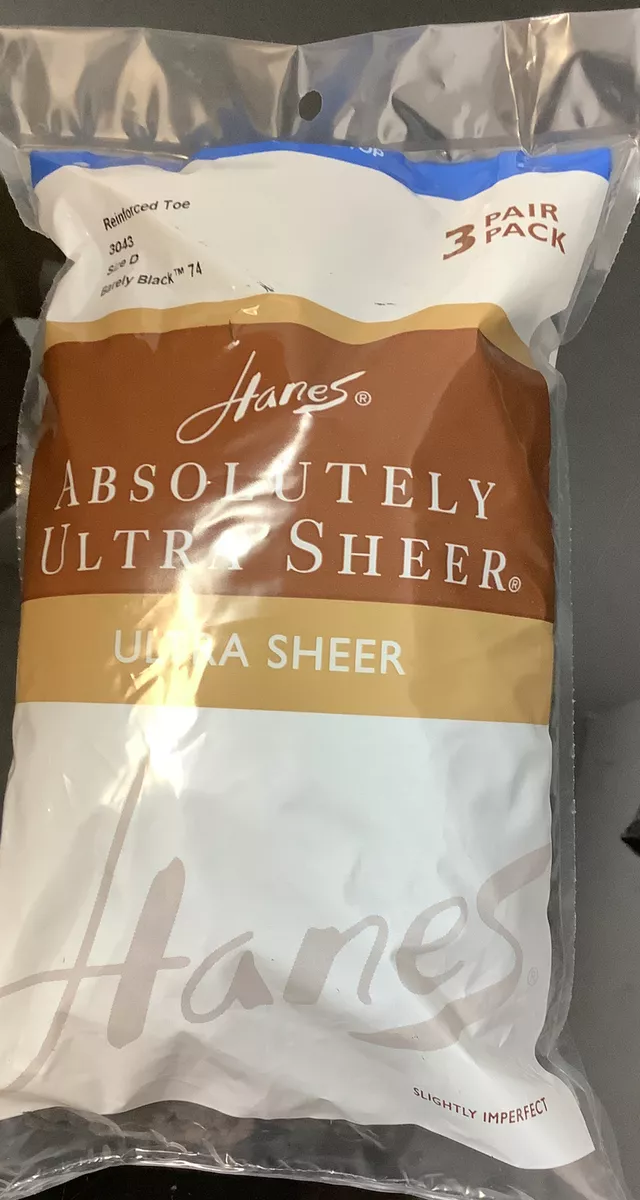 Reinforced Toe
3043
Size D
Barely Black™ 74
3 PAIR
PACK
Hanes®
ABSOLUTELY
ULTRA SHEER®
ULTRA SHEER
Hanes®
SLIGHTLY IMPERFECT